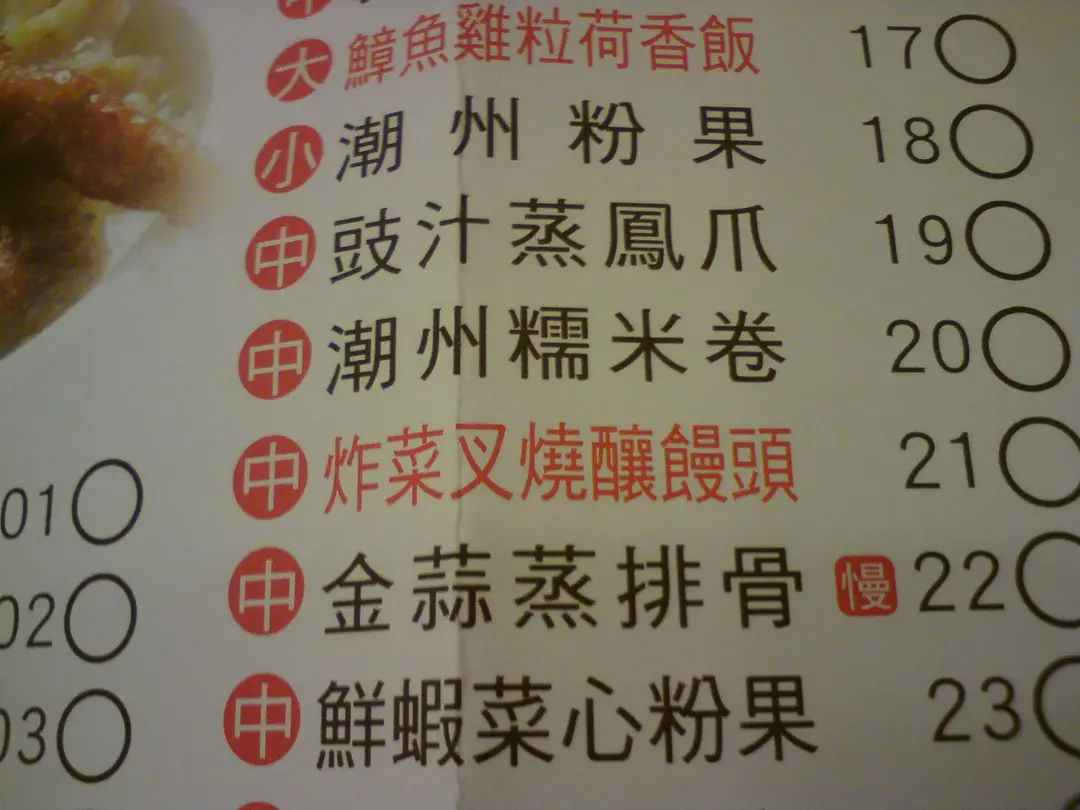 大 鱆魚雞粒荷香飯 17
小 潮州粉果 18
中 豉汁蒸鳳爪 19
中 潮州糯米卷 20
中 炸菜叉燒釀饅頭 21
中 金蒜蒸排骨 慢 22
中 鮮蝦菜心粉果 23
01
02
03